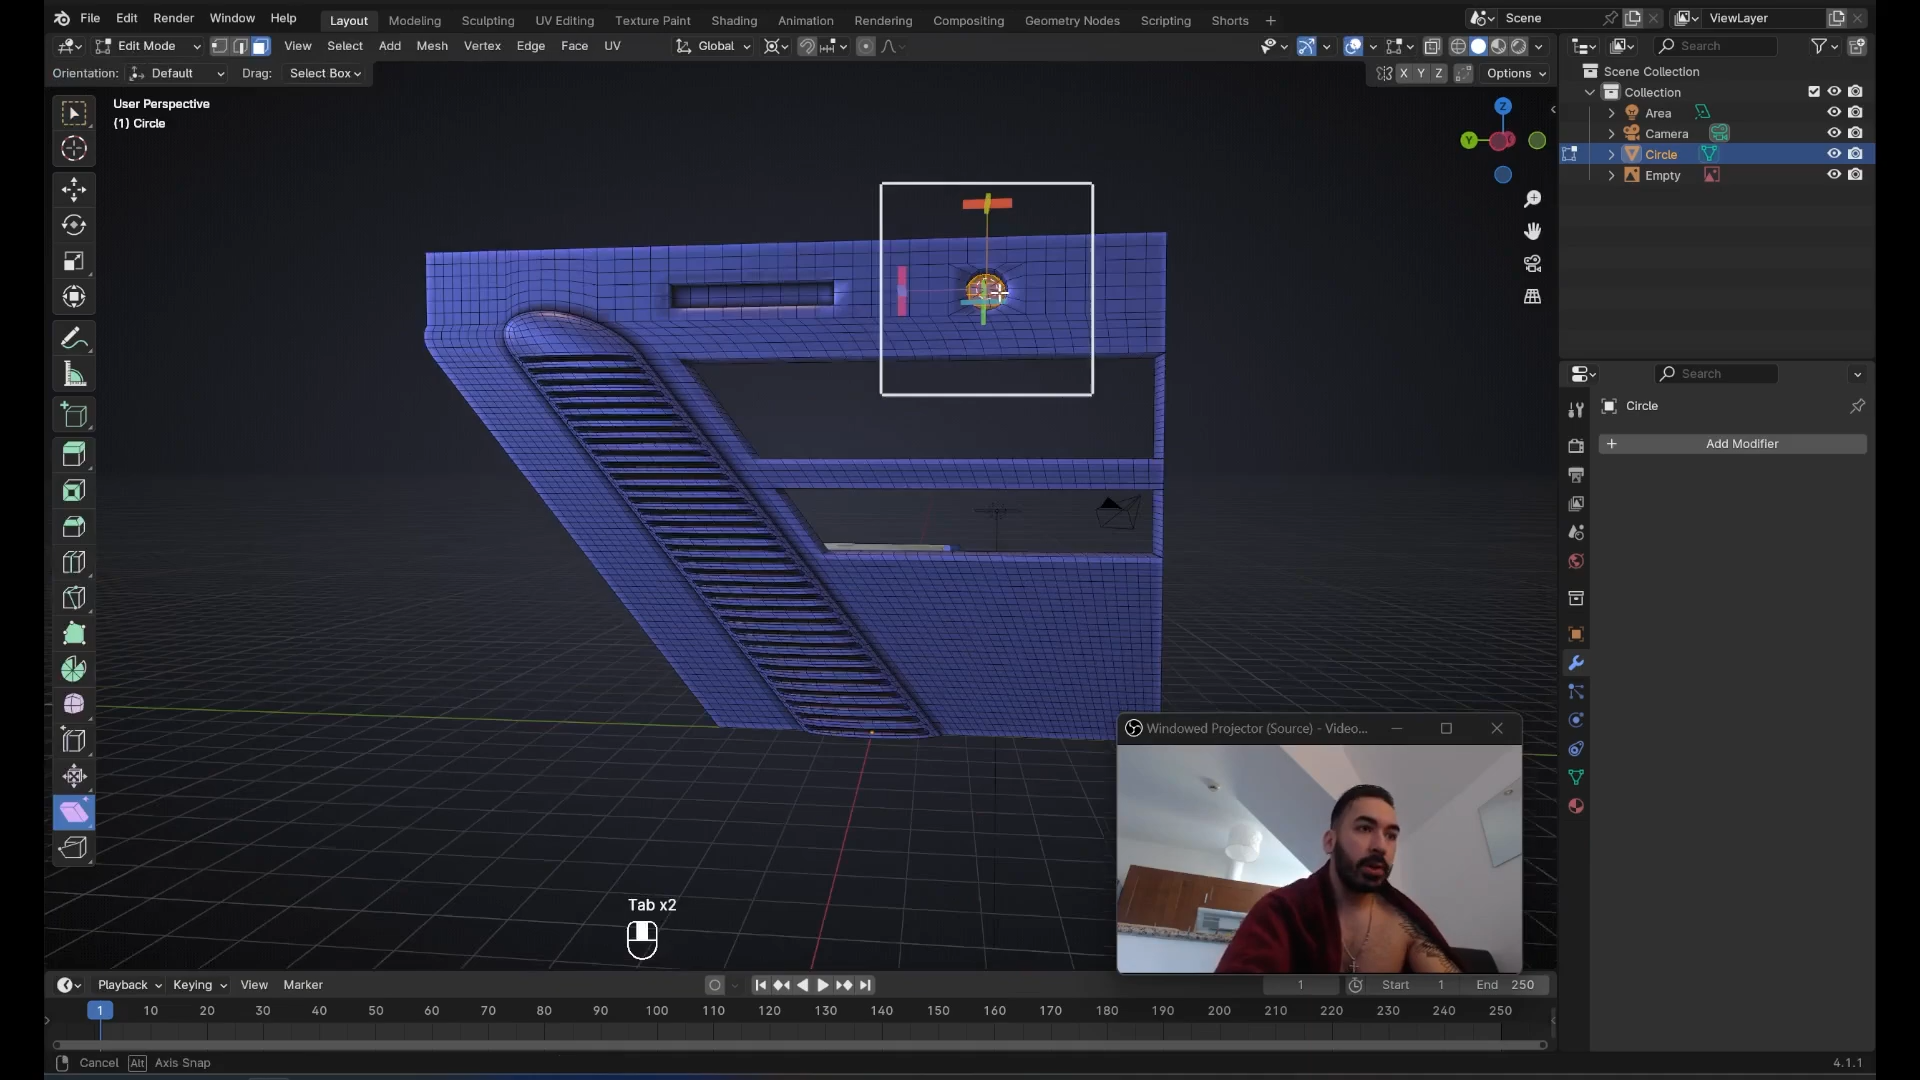 File Edit Render Window Help Layout Modeling Sculpting UV Editing Texture Paint Shading Animation Rendering Compositing Geometry Nodes Scripting Shorts Scene ViewLayer
Edit Mode View Select Add Mesh Vertex Edge Face UV Global Search
Orientation: Default Drag: Select Box X Y Z Options
Scene Collection
Collection
Area
Camera
Circle
Empty
User Perspective
(1) Circle
Z
Y
Search
Circle
Add Modifier
Windowed Projector (Source) - Video...
Tab x2
Playback Keying View Marker 1 Start 1 End 250
1 10 20 30 40 50 60 70 80 90 100 110 120 130 140 150 160 170 180 190 200 210 220 230 240 250
Cancel Alt Axis Snap 4.1.1